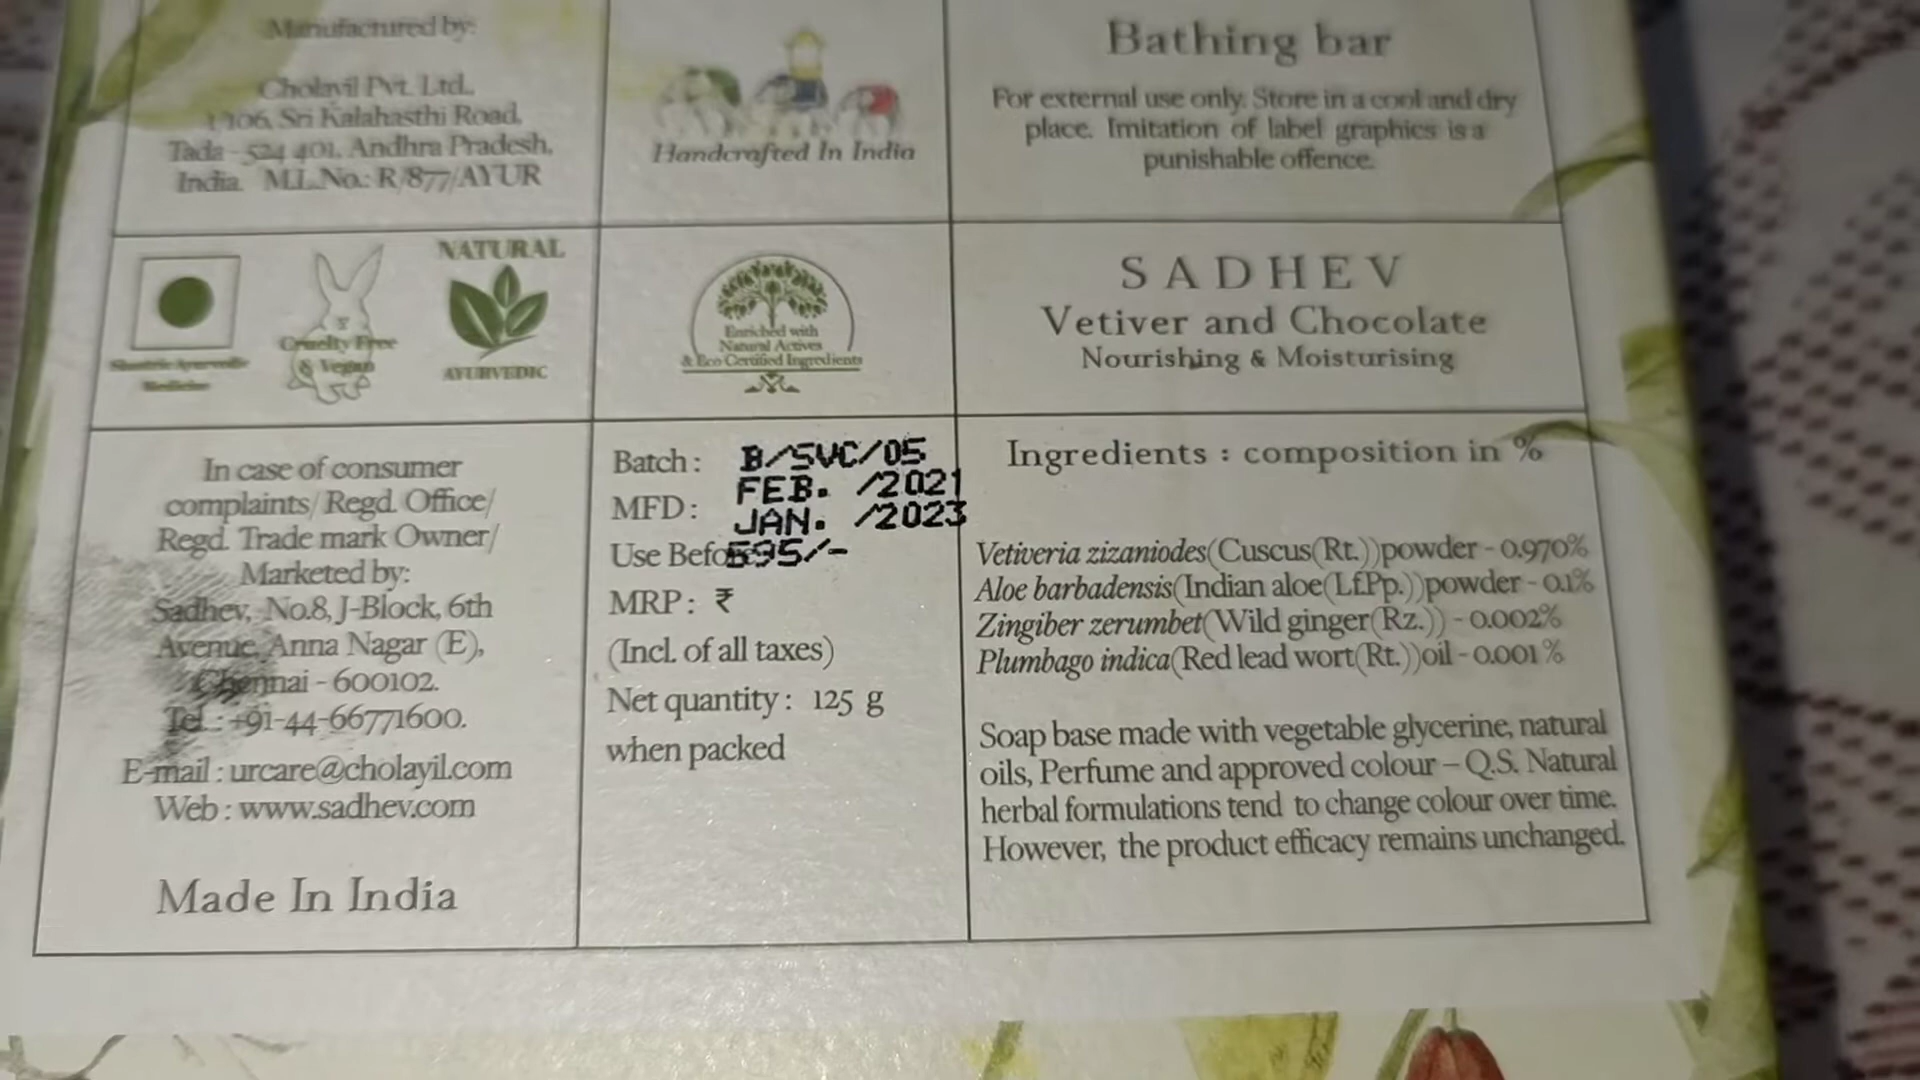 Manufactured by:
Cholayil Pvt. Ltd.,
Sri Kalahasthi Road,
Tada - 524 401, Andhra Pradesh,
India. M.L.No.: R/877/AYUR
Handcrafted In India
Bathing bar
For external use only. Store in a cool and dry
place. Imitation of label graphics is a
punishable offence.
Medicine
Cruelty Free
& Vegan
NATURAL
AYURVEDIC
Enriched with
Natural Actives
& Eco Certified Ingredients
SADHEV
Vetiver and Chocolate
Nourishing & Moisturising
In case of consumer
complaints/ Regd. Office/
Regd. Trade mark Owner/
Marketed by:
Sadhev, No.8, J-Block, 6th
Avenue, Anna Nagar (E),
Chennai - 600102.
Tel.: +91-44-66771600.
E-mail : urcare@cholayil.com
Web : www.sadhev.com
Made In India
Batch : B/SVC/05
MFD : FEB. /2021
JAN. /2023
Use Before 595/-
MRP : ₹
(Incl. of all taxes)
Net quantity : 125 g
when packed
Ingredients : composition in %
Vetiveria zizaniodes(Cuscus(Rt.))powder - 0.970%
Aloe barbadensis(Indian aloe(Lf.Pp.))powder - 0.1%
Zingiber zerumbet(Wild ginger(Rz.)) - 0.002%
Plumbago indica(Red lead wort(Rt.))oil - 0.001 %
Soap base made with vegetable glycerine, natural
oils, Perfume and approved colour – Q.S. Natural
herbal formulations tend to change colour over time.
However, the product efficacy remains unchanged.